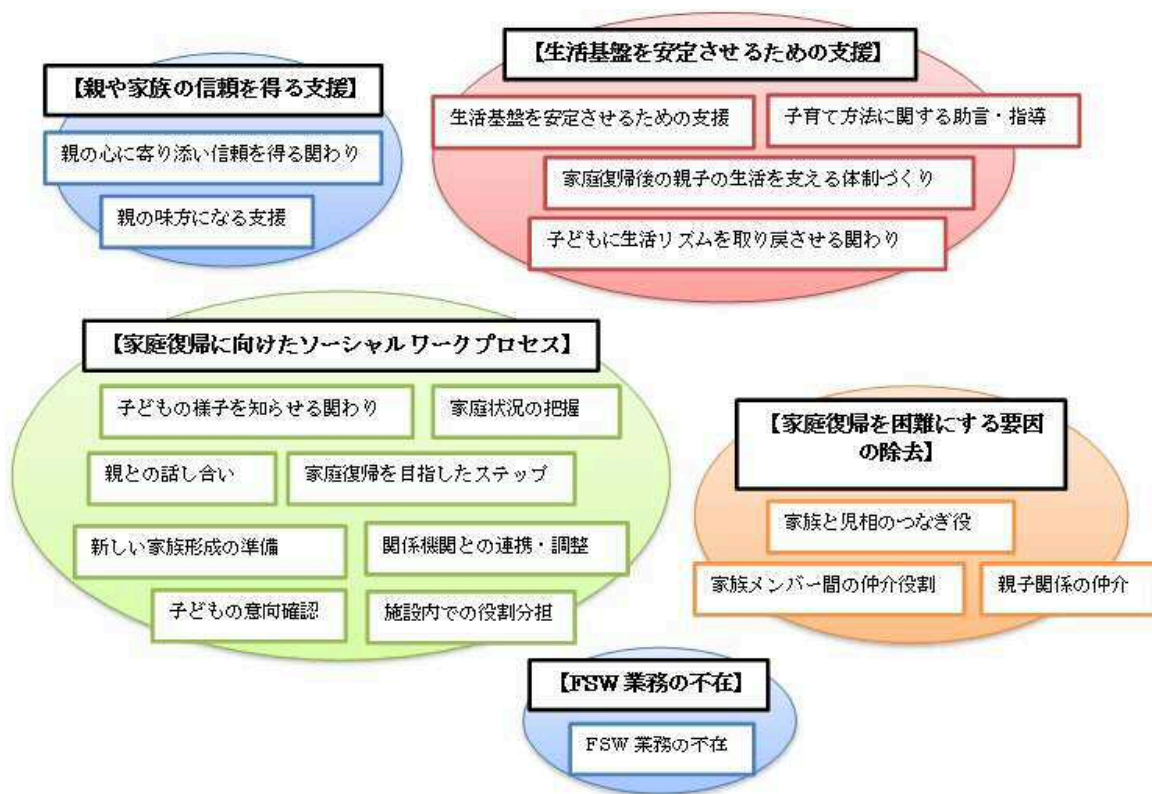 【親や家族の信頼を得る支援】
親の心に寄り添い信頼を得る関わり
親の味方になる支援
【生活基盤を安定させるための支援】
生活基盤を安定させるための支援
子育て方法に関する助言・指導
家庭復帰後の親子の生活を支える体制づくり
子どもに生活リズムを取り戻させる関わり
【家庭復帰に向けたソーシャルワークプロセス】
子どもの様子を知らせる関わり
家庭状況の把握
親との話し合い
家庭復帰を目指したステップ
新しい家族形成の準備
関係機関との連携・調整
子どもの意向確認
施設内での役割分担
【家庭復帰を困難にする要因
の除去】
家族と児相のつなぎ役
家族メンバー間の仲介役割
親子関係の仲介
【FSW 業務の不在】
FSW 業務の不在